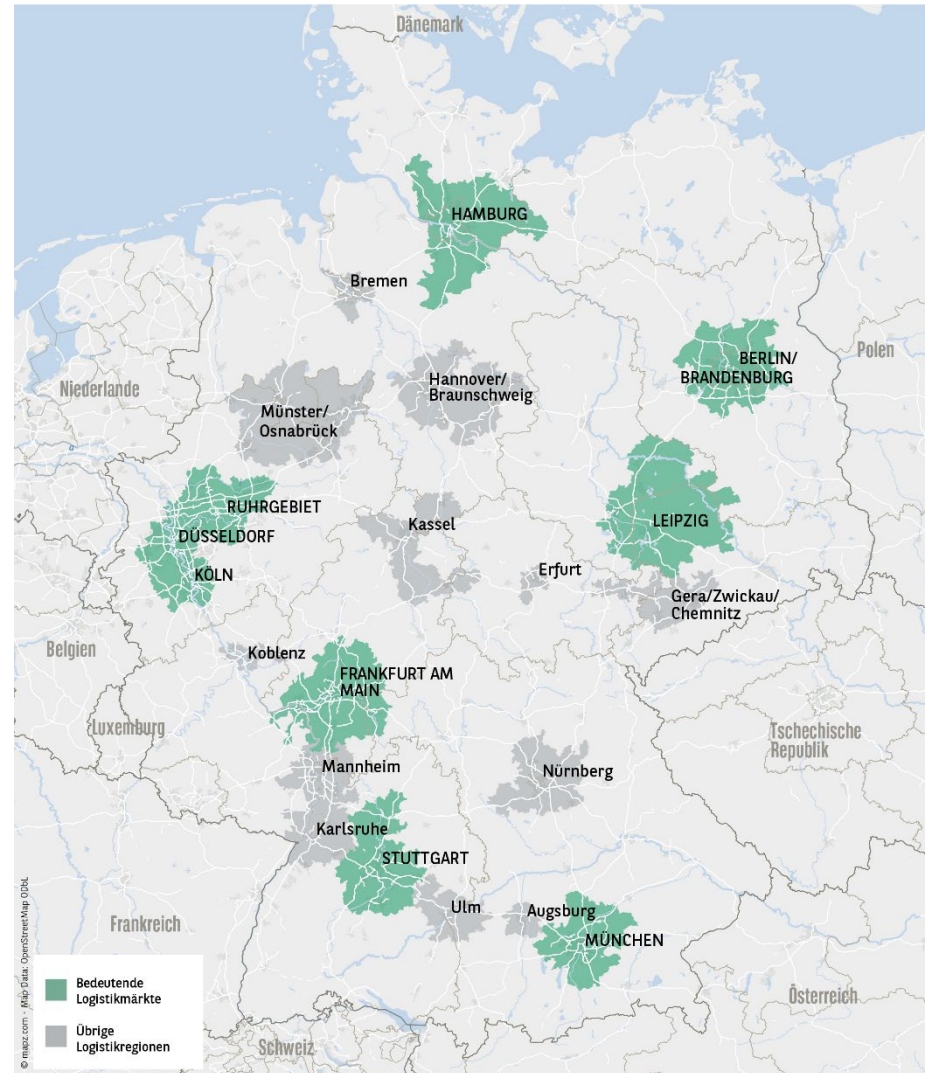 Dänemark
HAMBURG
Bremen
BERLIN/
BRANDENBURG
Polen
Niederlande
Hannover/
Braunschweig
Münster/
Osnabrück
RUHRGEBIET
DÜSSELDORF
KÖLN
Kassel
LEIPZIG
Erfurt
Gera/Zwickau/
Chemnitz
Belgien
Koblenz
FRANKFURT AM
MAIN
Luxemburg
Tschechische
Republik
Mannheim
Nürnberg
Karlsruhe
STUTTGART
Ulm
Augsburg
MÜNCHEN
Frankreich
Österreich
Schweiz
Bedeutende
Logistikmärkte
Übrige
Logistikregionen
© mapz.com - Map Data: OpenStreetMap ODbL